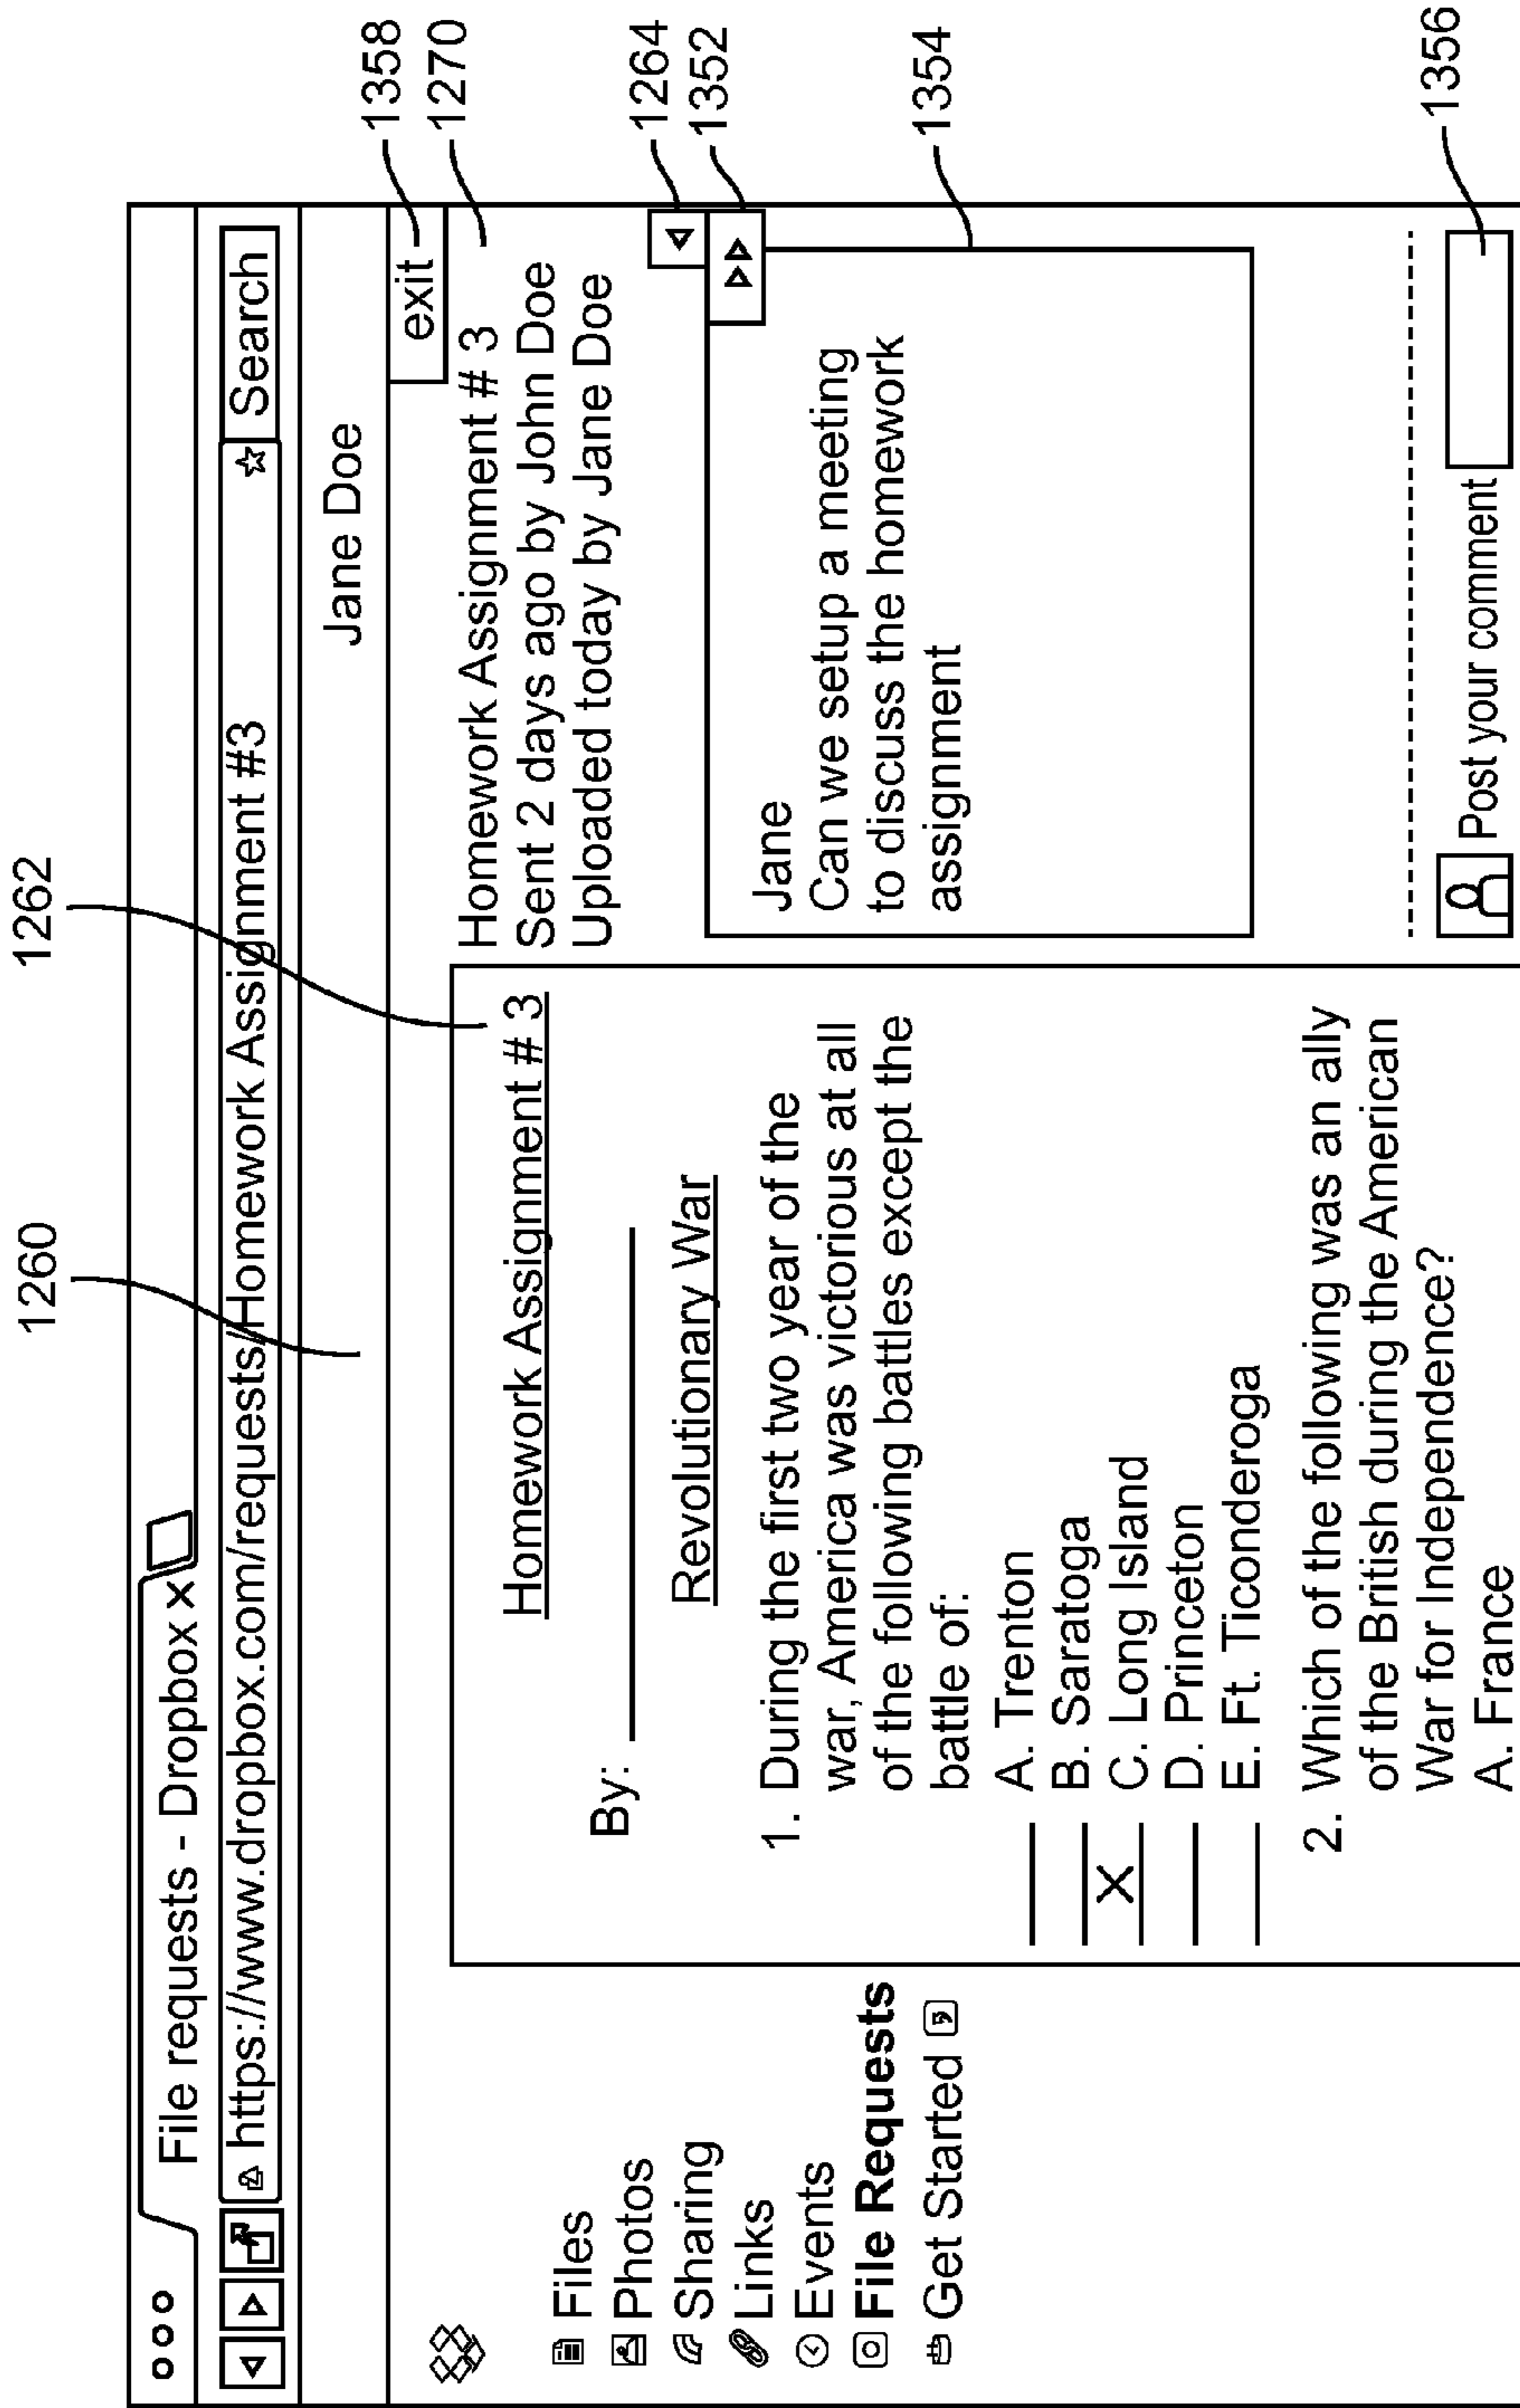 1260
1262
File requests - Dropbox x
https://www.dropbox.com/requests/Homework Assignment #3
Search
Jane Doe
exit
1358
1270
Files
Photos
Sharing
Links
Events
File Requests
Get Started
Homework Assignment # 3
By:
Revolutionary War
1. During the first two year of the
war, America was victorious at all
of the following battles except the
battle of:
A. Trenton
B. Saratoga
X C. Long Island
D. Princeton
E. Ft. Ticonderoga
2. Which of the following was an ally
of the British during the American
War for Independence?
A. France
Homework Assignment # 3
Sent 2 days ago by John Doe
Uploaded today by Jane Doe
1264
1352
Jane
Can we setup a meeting
to discuss the homework
assignment
1354
Post your comment
1356